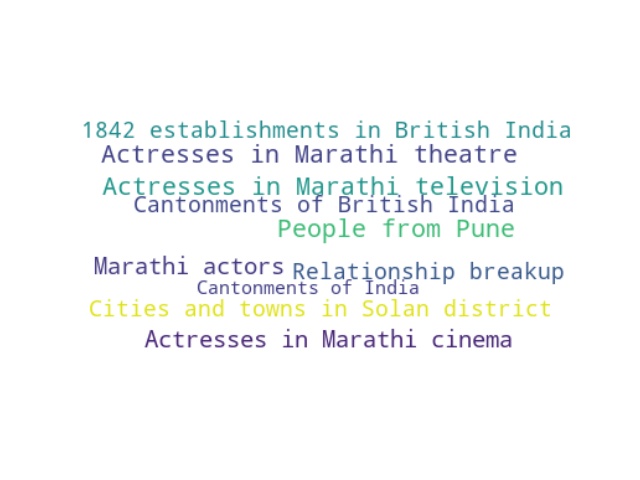 1842 establishments in British India
Actresses in Marathi theatre
Actresses in Marathi television
Cantonments of British India
People from Pune
Marathi actors
Relationship breakup
Cantonments of India
Cities and towns in Solan district
Actresses in Marathi cinema